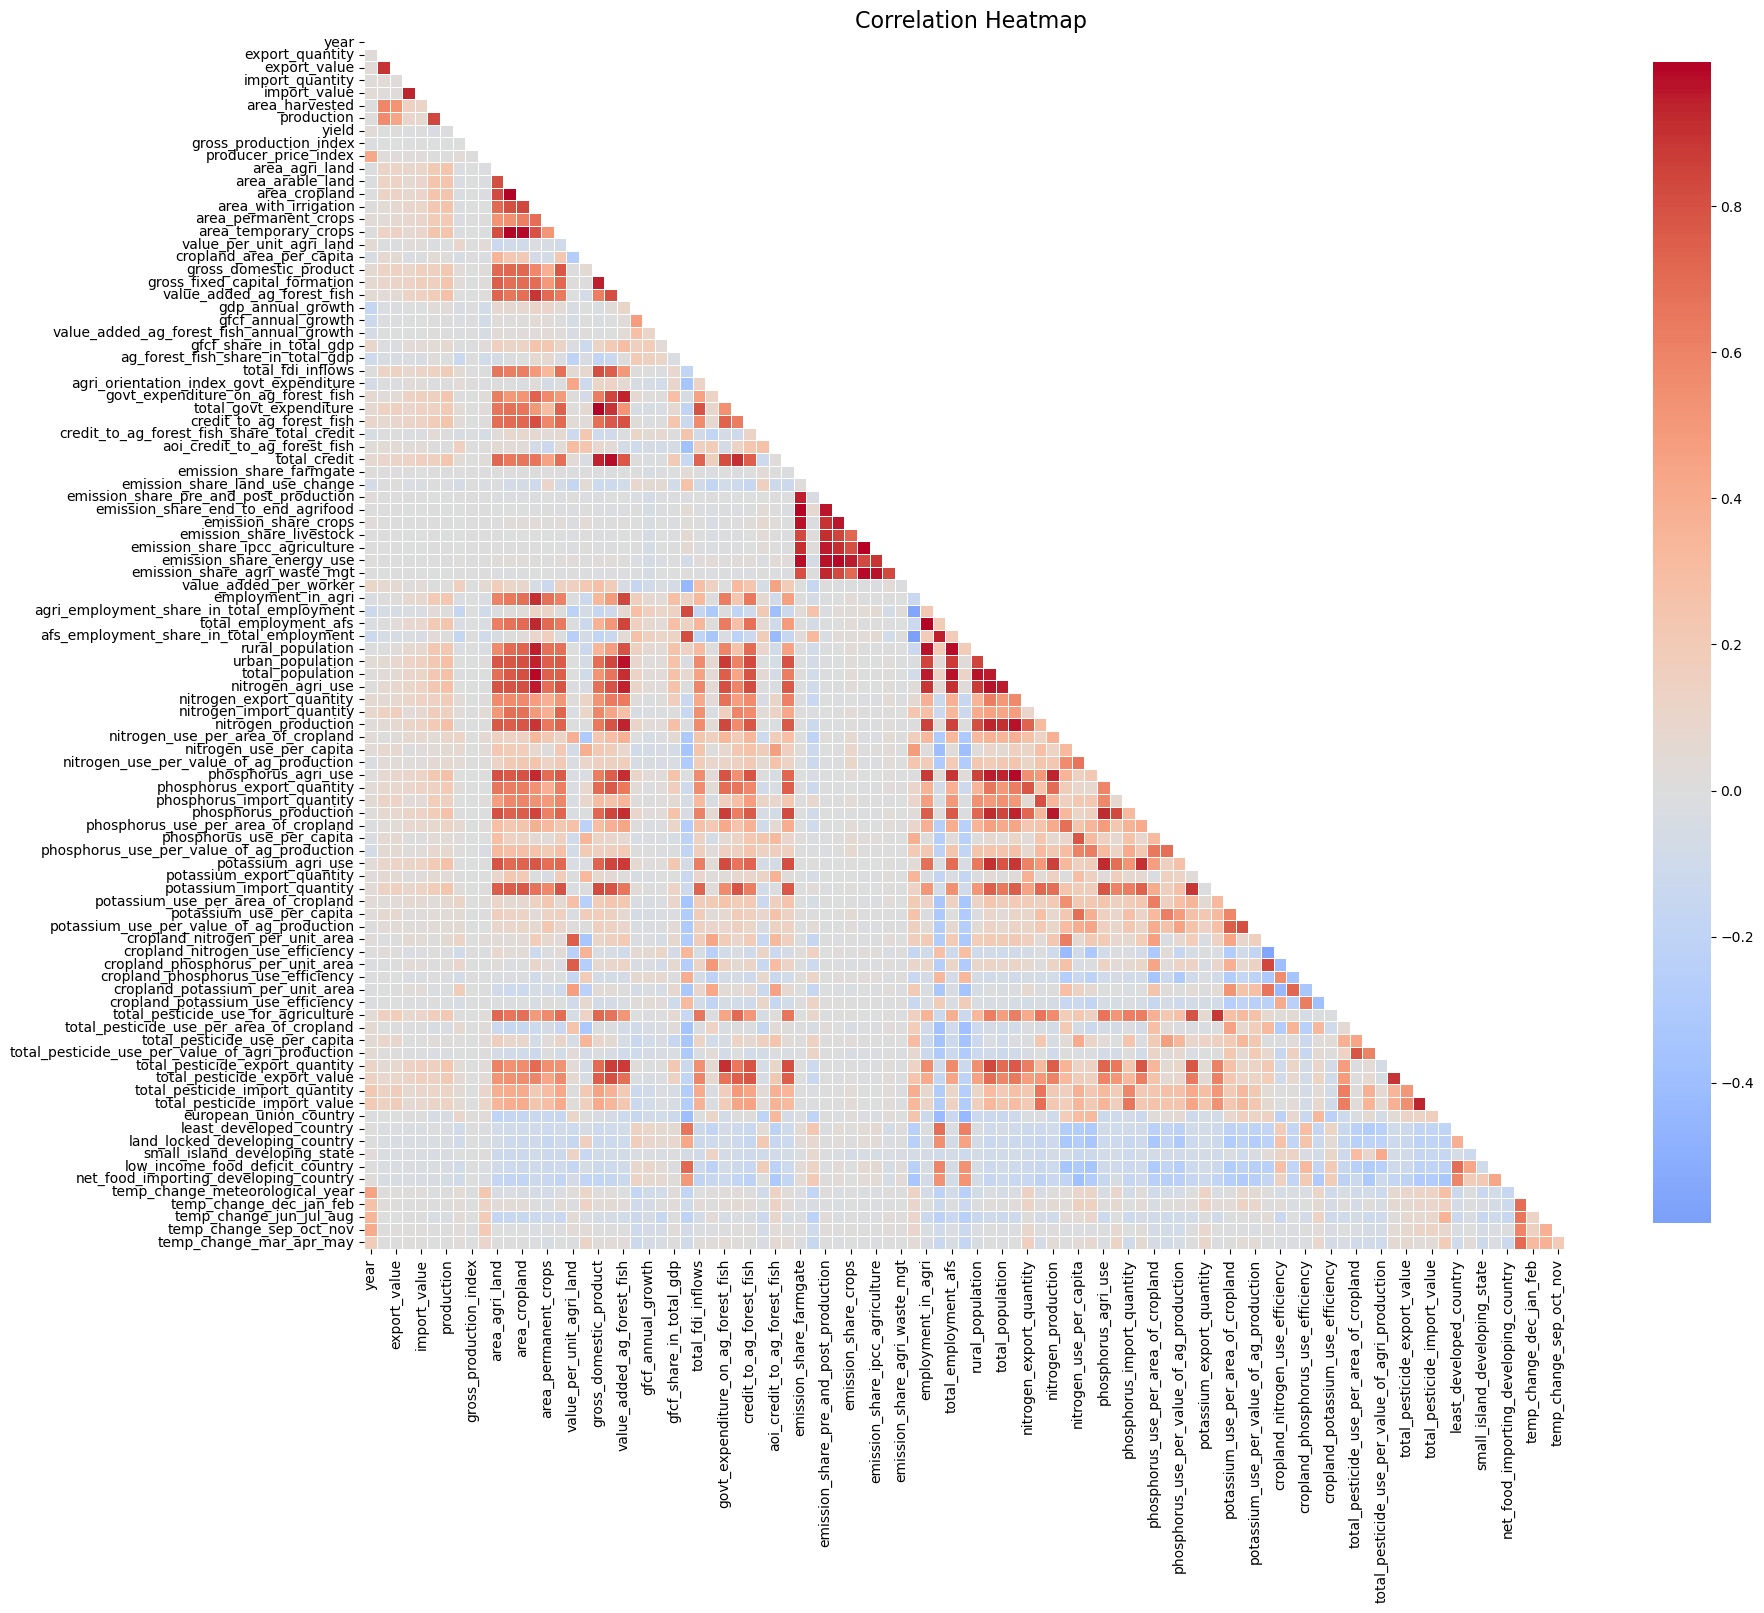 Correlation Heatmap
year
export_quantity
export_value
import_quantity
import_value
area_harvested
production
yield
gross_production_index
producer_price_index
area_agri_land
area_arable_land
area_cropland
area_with_irrigation
area_permanent_crops
area_temporary_crops
value_per_unit_agri_land
cropland_area_per_capita
gross_domestic_product
gross_fixed_capital_formation
value_added_ag_forest_fish
gdp_annual_growth
gfcf_annual_growth
value_added_ag_forest_fish_annual_growth
gfcf_share_in_total_gdp
ag_forest_fish_share_in_total_gdp
total_fdi_inflows
agri_orientation_index_govt_expenditure
govt_expenditure_on_ag_forest_fish
total_govt_expenditure
credit_to_ag_forest_fish
credit_to_ag_forest_fish_share_total_credit
aoi_credit_to_ag_forest_fish
total_credit
emission_share_farmgate
emission_share_land_use_change
emission_share_pre_and_post_production
emission_share_end_to_end_agrifood
emission_share_crops
emission_share_livestock
emission_share_ipcc_agriculture
emission_share_energy_use
emission_share_agri_waste_mgt
value_added_per_worker
employment_in_agri
agri_employment_share_in_total_employment
total_employment_afs
afs_employment_share_in_total_employment
rural_population
urban_population
total_population
nitrogen_agri_use
nitrogen_export_quantity
nitrogen_import_quantity
nitrogen_production
nitrogen_use_per_area_of_cropland
nitrogen_use_per_capita
nitrogen_use_per_value_of_ag_production
phosphorus_agri_use
phosphorus_export_quantity
phosphorus_import_quantity
phosphorus_production
phosphorus_use_per_area_of_cropland
phosphorus_use_per_capita
phosphorus_use_per_value_of_ag_production
potassium_agri_use
potassium_export_quantity
potassium_import_quantity
potassium_use_per_area_of_cropland
potassium_use_per_capita
potassium_use_per_value_of_ag_production
cropland_nitrogen_per_unit_area
cropland_nitrogen_use_efficiency
cropland_phosphorus_per_unit_area
cropland_phosphorus_use_efficiency
cropland_potassium_per_unit_area
cropland_potassium_use_efficiency
total_pesticide_use_for_agriculture
total_pesticide_use_per_area_of_cropland
total_pesticide_use_per_capita
total_pesticide_use_per_value_of_agri_production
total_pesticide_export_quantity
total_pesticide_export_value
total_pesticide_import_quantity
total_pesticide_import_value
european_union_country
least_developed_country
land_locked_developing_country
small_island_developing_state
low_income_food_deficit_country
net_food_importing_developing_country
temp_change_meteorological_year
temp_change_dec_jan_feb
temp_change_jun_jul_aug
temp_change_sep_oct_nov
temp_change_mar_apr_may
year
export_value
import_value
production
gross_production_index
area_agri_land
area_cropland
area_permanent_crops
value_per_unit_agri_land
gross_domestic_product
value_added_ag_forest_fish
gfcf_annual_growth
gfcf_share_in_total_gdp
total_fdi_inflows
govt_expenditure_on_ag_forest_fish
credit_to_ag_forest_fish
aoi_credit_to_ag_forest_fish
emission_share_farmgate
emission_share_pre_and_post_production
emission_share_crops
emission_share_ipcc_agriculture
emission_share_agri_waste_mgt
employment_in_agri
total_employment_afs
rural_population
total_population
nitrogen_export_quantity
nitrogen_production
nitrogen_use_per_capita
phosphorus_agri_use
phosphorus_import_quantity
phosphorus_use_per_area_of_cropland
phosphorus_use_per_value_of_ag_production
potassium_export_quantity
potassium_use_per_area_of_cropland
potassium_use_per_value_of_ag_production
cropland_nitrogen_use_efficiency
cropland_phosphorus_use_efficiency
cropland_potassium_use_efficiency
total_pesticide_use_per_area_of_cropland
total_pesticide_use_per_value_of_agri_production
total_pesticide_export_value
total_pesticide_import_value
least_developed_country
small_island_developing_state
net_food_importing_developing_country
temp_change_dec_jan_feb
temp_change_sep_oct_nov
0.8
0.6
0.4
0.2
0.0
−0.2
−0.4